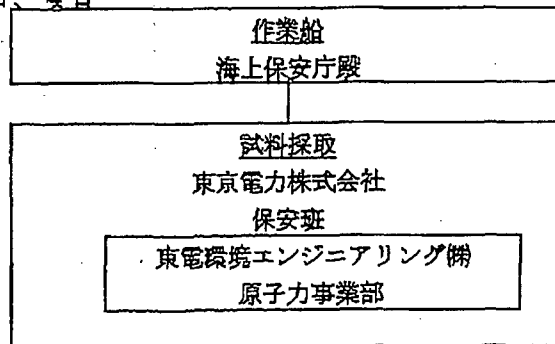 作業船
海上保安庁殿
試料採取
東京電力株式会社
保安班
東電環境エンジニアリング㈱
原子力事業部